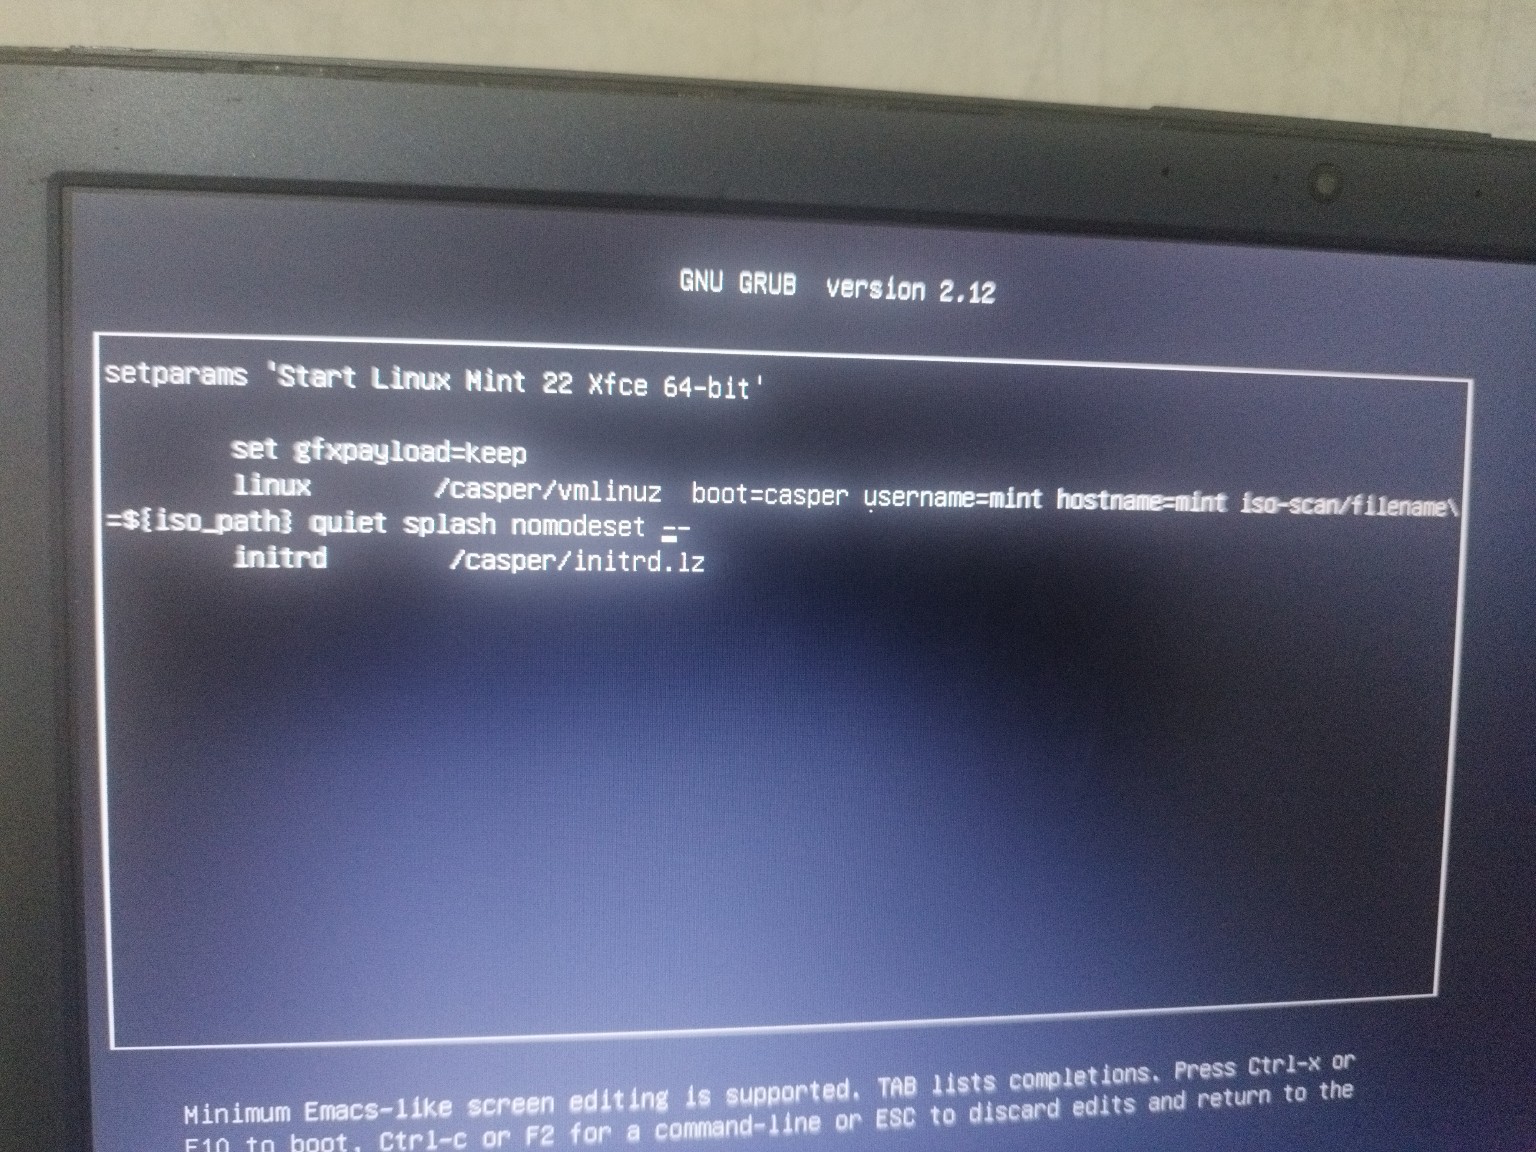 GNU GRUB  version 2.12
setparams 'Start Linux Mint 22 Xfce 64-bit'
set gfxpayload=keep
linux        /casper/vmlinuz  boot=casper username=mint hostname=mint iso-scan/filename\
=${iso_path} quiet splash nomodeset --
initrd        /casper/initrd.lz
Minimum Emacs-like screen editing is supported. TAB lists completions. Press Ctrl-x or
F10 to boot, Ctrl-c or F2 for a command-line or ESC to discard edits and return to the